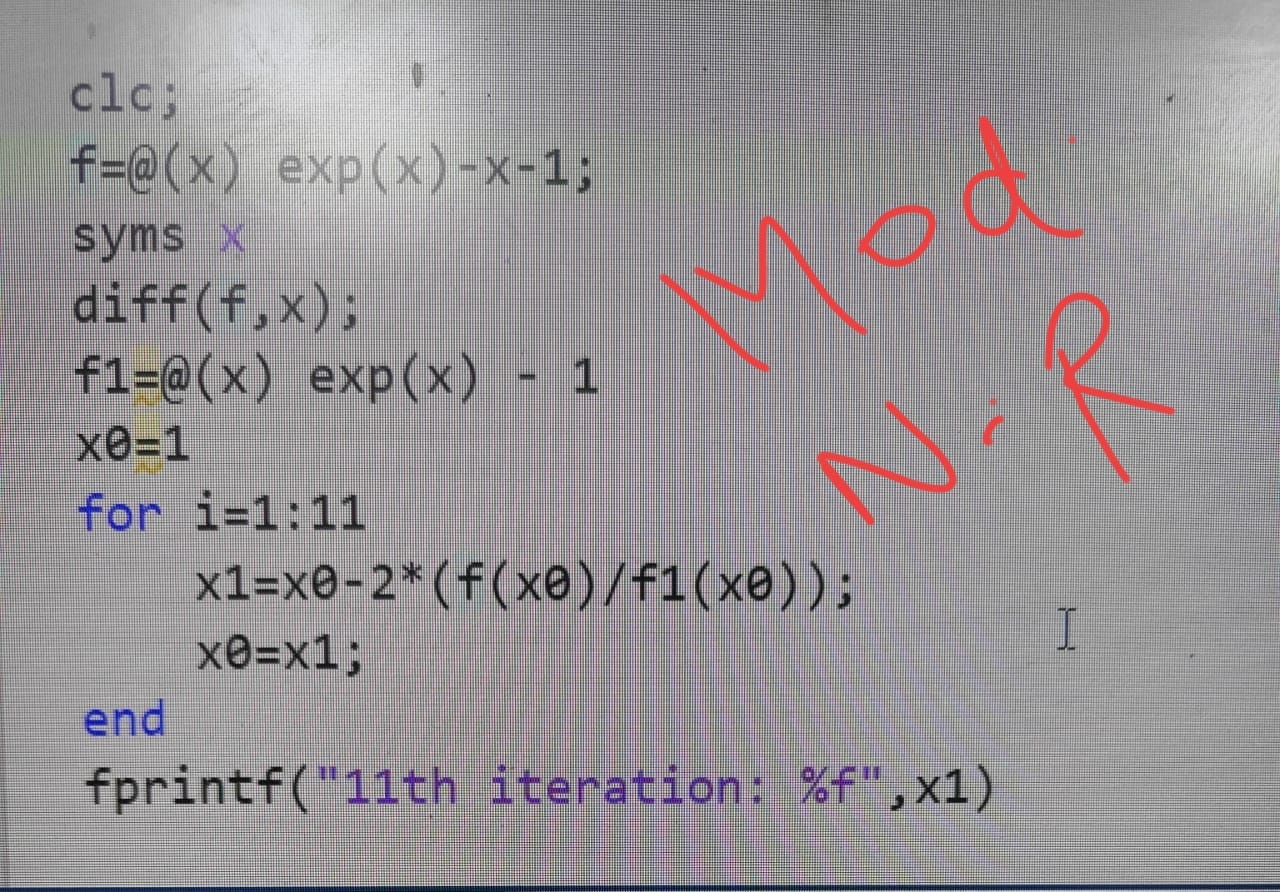 clc;
f=@(x) exp(x)-x-1;
syms x
diff(f,x);
f1=@(x) exp(x) - 1
x0=1
for i=1:11
x1=x0-2*(f(x0)/f1(x0));
x0=x1;
end
fprintf("11th iteration: %f",x1)
Mod.
N.R